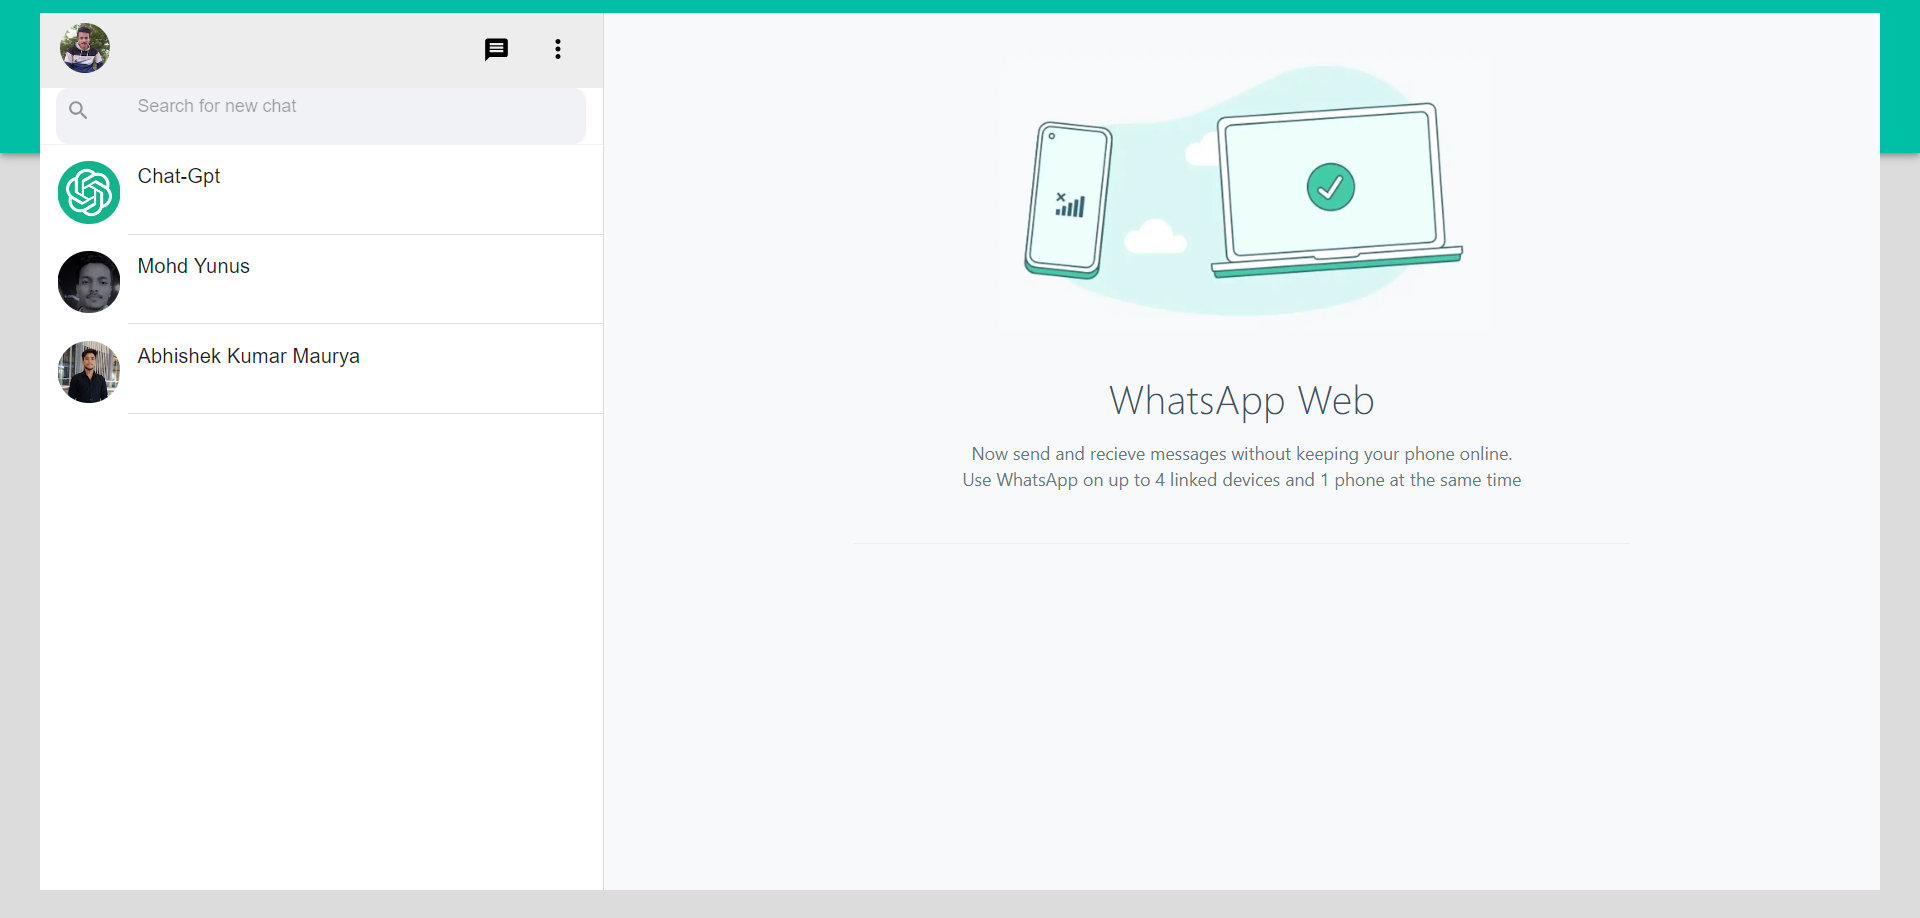 Search for new chat
Chat-Gpt
Mohd Yunus
Abhishek Kumar Maurya
WhatsApp Web
Now send and recieve messages without keeping your phone online.
Use WhatsApp on up to 4 linked devices and 1 phone at the same time